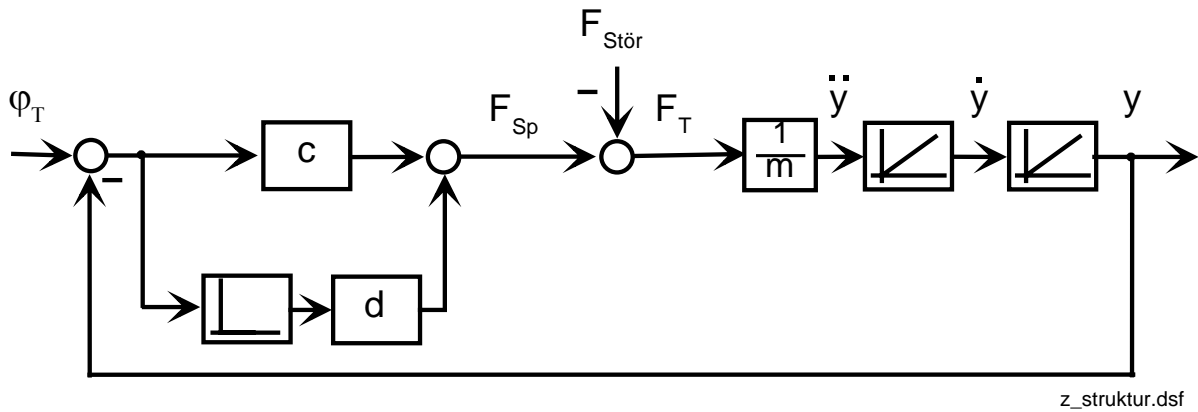 F Stör
φ T
−
F Sp
F T
ÿ
ẏ
y
c
1
m
−
d
z_struktur.dsf